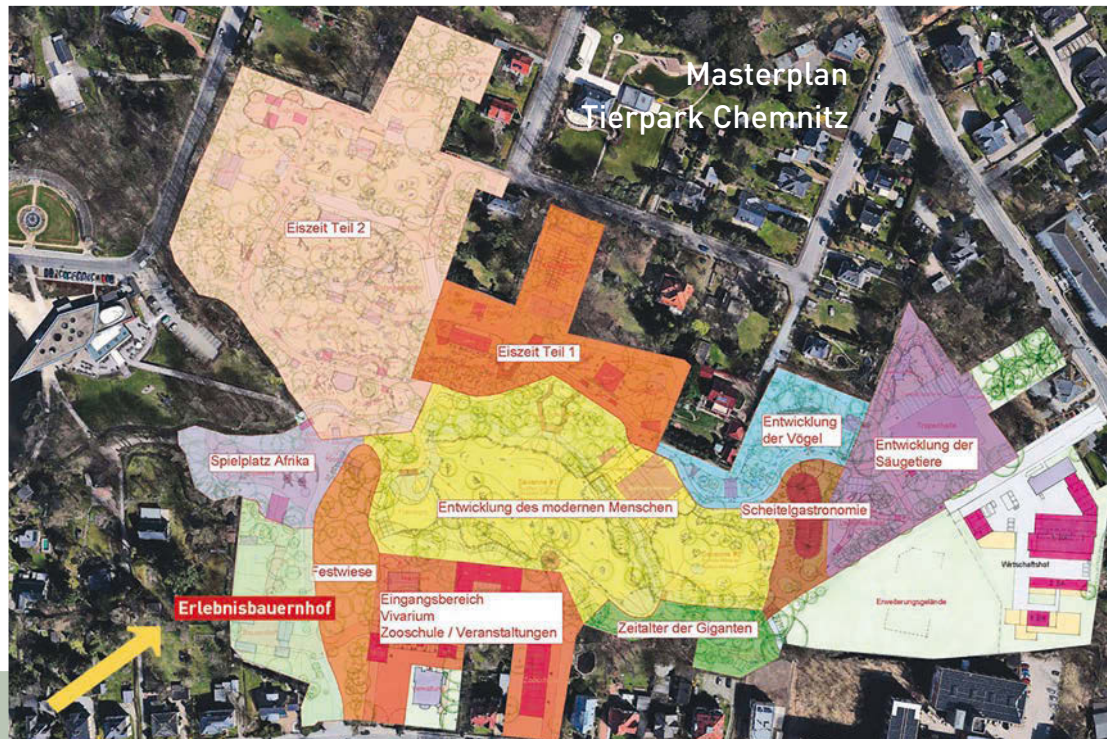 Masterplan
Tierpark Chemnitz
Eiszeit Teil 2
Eiszeit Teil 1
Entwicklung
der Vögel
Entwicklung der
Säugetiere
Spielplatz Afrika
Entwicklung des modernen Menschen
Scheitelgastronomie
Wirtschaftshof
Festwiese
Erlebnisbauernhof
Eingangsbereich
Vivarium
Zooschule / Veranstaltungen
Zeitalter der Giganten
Erweiterungsgelände